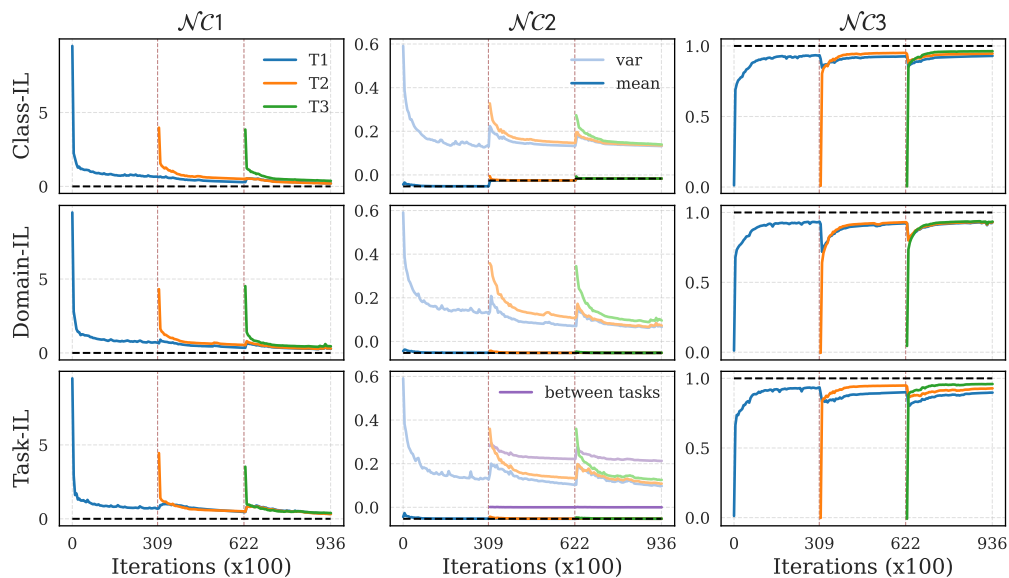 NC1
NC2
NC3
Class-IL
5
0
T1
T2
T3
0.6
0.4
0.2
0.0
var
mean
1.0
0.5
0.0
Domain-IL
5
0
0.6
0.4
0.2
0.0
1.0
0.5
0.0
Task-IL
5
0
0.6
0.4
0.2
0.0
between tasks
1.0
0.5
0.0
0 309 622 936
0 309 622 936
0 309 622 936
Iterations (x100)
Iterations (x100)
Iterations (x100)